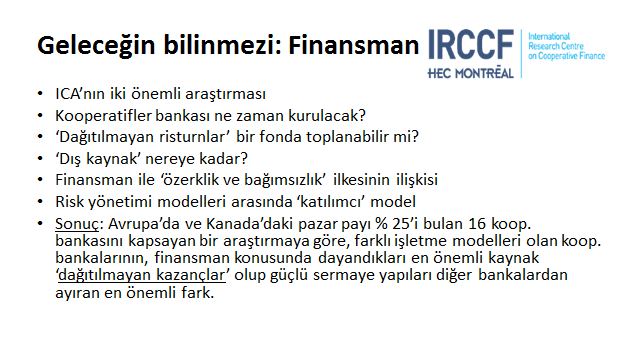 Geleceğin bilinmezi: Finansman
IRCCF
HEC MONTRĒAL
International
Research Centre
on Cooperative Finance
• ICA’nın iki önemli araştırması
• Kooperatifler bankası ne zaman kurulacak?
• ‘Dağıtılmayan risturnlar’ bir fonda toplanabilir mi?
• ‘Dış kaynak’ nereye kadar?
• Finansman ile ‘özerklik ve bağımsızlık’ ilkesinin ilişkisi
• Risk yönetimi modelleri arasında ‘katılımcı’ model
• Sonuç: Avrupa’da ve Kanada’daki pazar payı % 25’i bulan 16 koop.
bankasını kapsayan bir araştırmaya göre, farklı işletme modelleri olan koop.
bankalarının, finansman konusunda dayandıkları en önemli kaynak
‘dağıtılmayan kazançlar’ olup güçlü sermaye yapıları diğer bankalardan
ayıran en önemli fark.